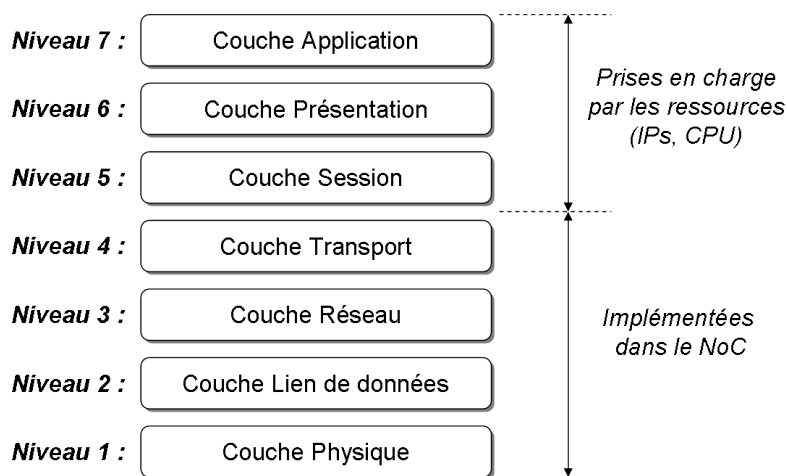 Niveau 7 : Couche Application
Niveau 6 : Couche Présentation
Niveau 5 : Couche Session
Niveau 4 : Couche Transport
Niveau 3 : Couche Réseau
Niveau 2 : Couche Lien de données
Niveau 1 : Couche Physique
Prises en charge
par les ressources
(IPs, CPU)
Implémentées
dans le NoC